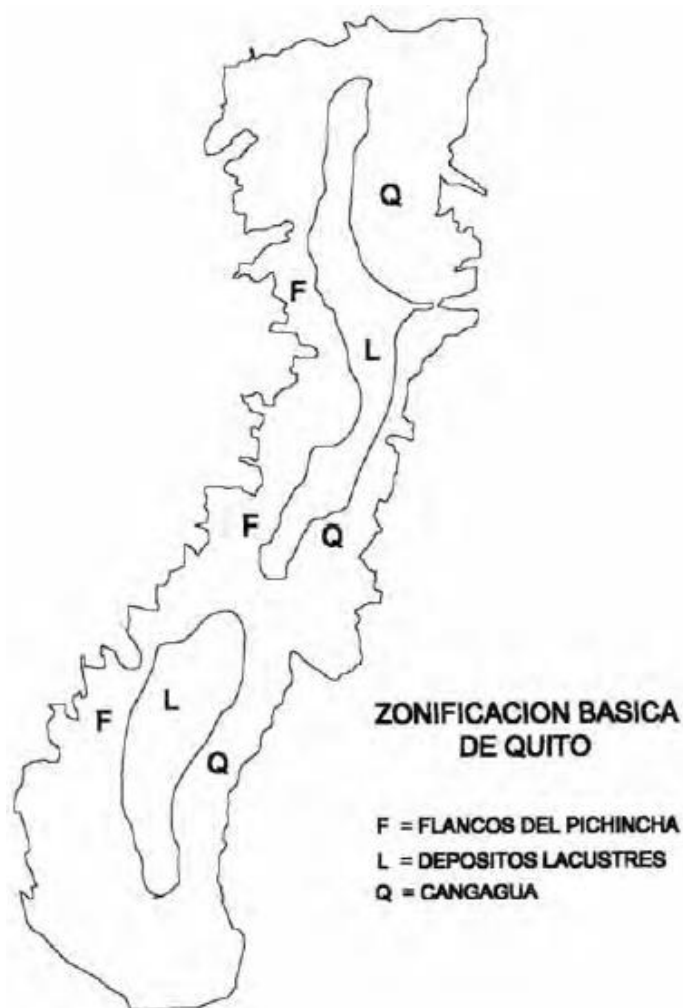 Q
F
L
F
Q
L
F
Q
ZONIFICACION BASICA
DE QUITO
F = FLANCOS DEL PICHINCHA
L = DEPOSITOS LACUSTRES
Q = CANGAGUA